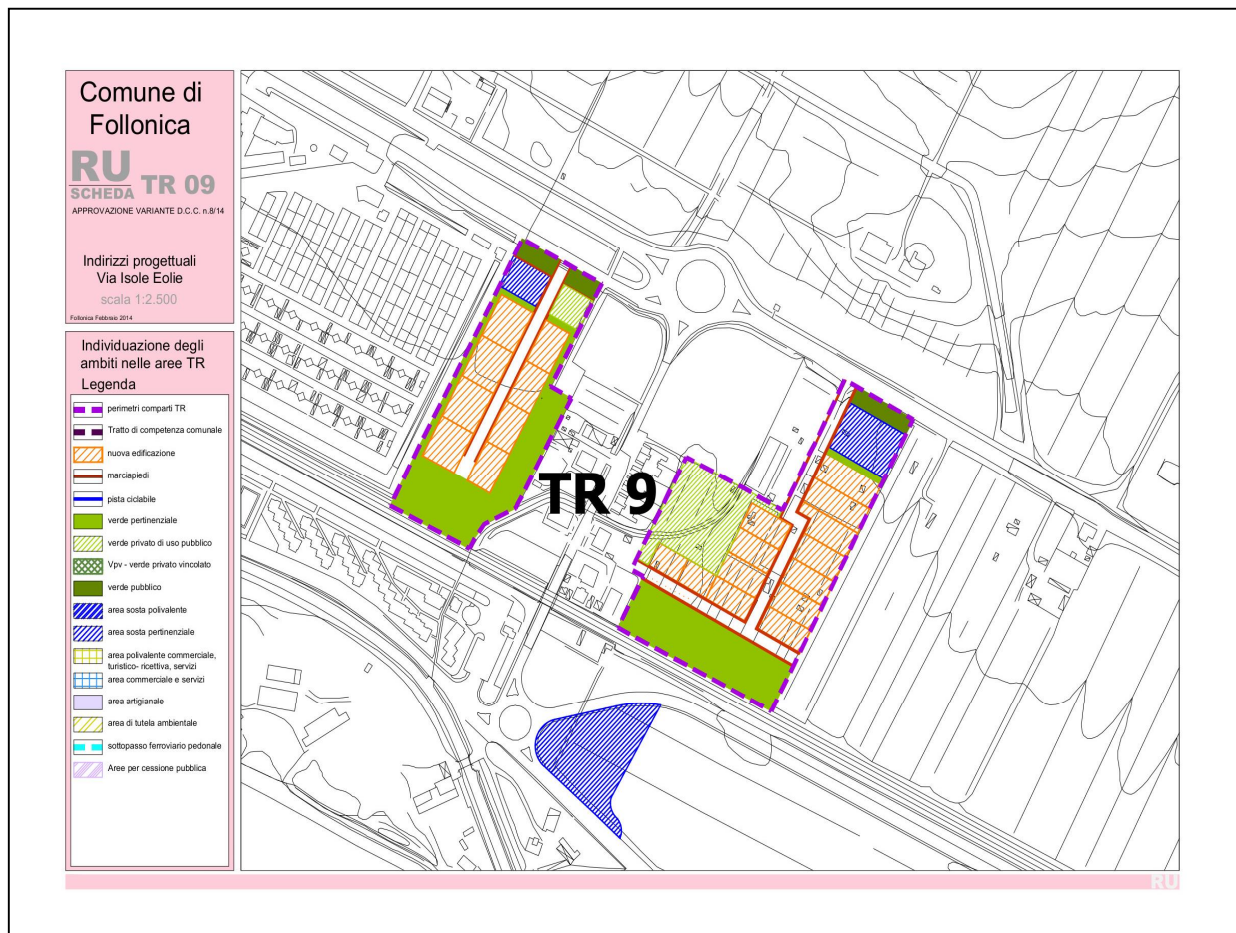 Comune di
Follonica
RU
SCHEDA
TR 09
APPROVAZIONE VARIANTE D.C.C. n.8/14
Indirizzi progettuali
Via Isole Eolie
scala 1:2.500
Follonica Febbraio 2014
Individuazione degli
ambiti nelle aree TR
Legenda
perimetri comparti TR
Tratto di competenza comunale
nuova edificazione
marciapiedi
pista ciclabile
verde pertinenziale
verde privato di uso pubblico
Vpv - verde privato vincolato
verde pubblico
area sosta polivalente
area sosta pertinenziale
area polivalente commerciale,
turistico- ricettiva, servizi
area commerciale e servizi
area artigianale
area di tutela ambientale
sottopasso ferroviario pedonale
Aree per cessione pubblica
TR 9
RU